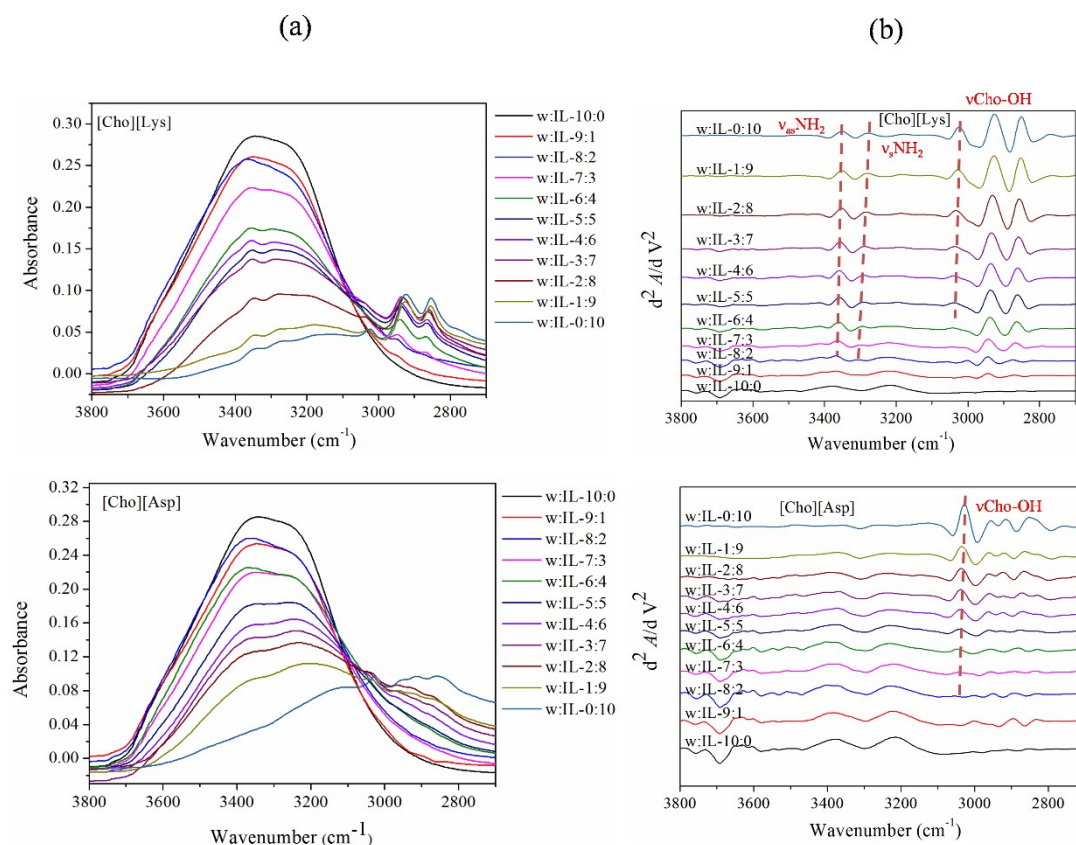 (a)
(b)
[Cho][Lys]
0.30
0.25
0.20
0.15
0.10
0.05
0.00
Absorbance
3800 3600 3400 3200 3000 2800
Wavenumber (cm⁻¹)
w:IL-10:0
w:IL-9:1
w:IL-8:2
w:IL-7:3
w:IL-6:4
w:IL-5:5
w:IL-4:6
w:IL-3:7
w:IL-2:8
w:IL-1:9
w:IL-0:10
νCho-OH
[Cho][Lys]
νasNH₂
νsNH₂
w:IL-0:10
w:IL-1:9
w:IL-2:8
w:IL-3:7
w:IL-4:6
w:IL-5:5
w:IL-6:4
w:IL-7:3
w:IL-8:2
w:IL-9:1
w:IL-10:0
d² A/d V²
3800 3600 3400 3200 3000 2800
Wavenumber (cm⁻¹)
[Cho][Asp]
0.32
0.28
0.24
0.20
0.16
0.12
0.08
0.04
0.00
Absorbance
3800 3600 3400 3200 3000 2800
Wavenumber (cm⁻¹)
w:IL-10:0
w:IL-9:1
w:IL-8:2
w:IL-7:3
w:IL-6:4
w:IL-5:5
w:IL-4:6
w:IL-3:7
w:IL-2:8
w:IL-1:9
w:IL-0:10
[Cho][Asp]
νCho-OH
w:IL-0:10
w:IL-1:9
w:IL-2:8
w:IL-3:7
w:IL-4:6
w:IL-5:5
w:IL-6:4
w:IL-7:3
w:IL-8:2
w:IL-9:1
w:IL-10:0
d² A/d V²
3800 3600 3400 3200 3000 2800
Wavenumber (cm⁻¹)